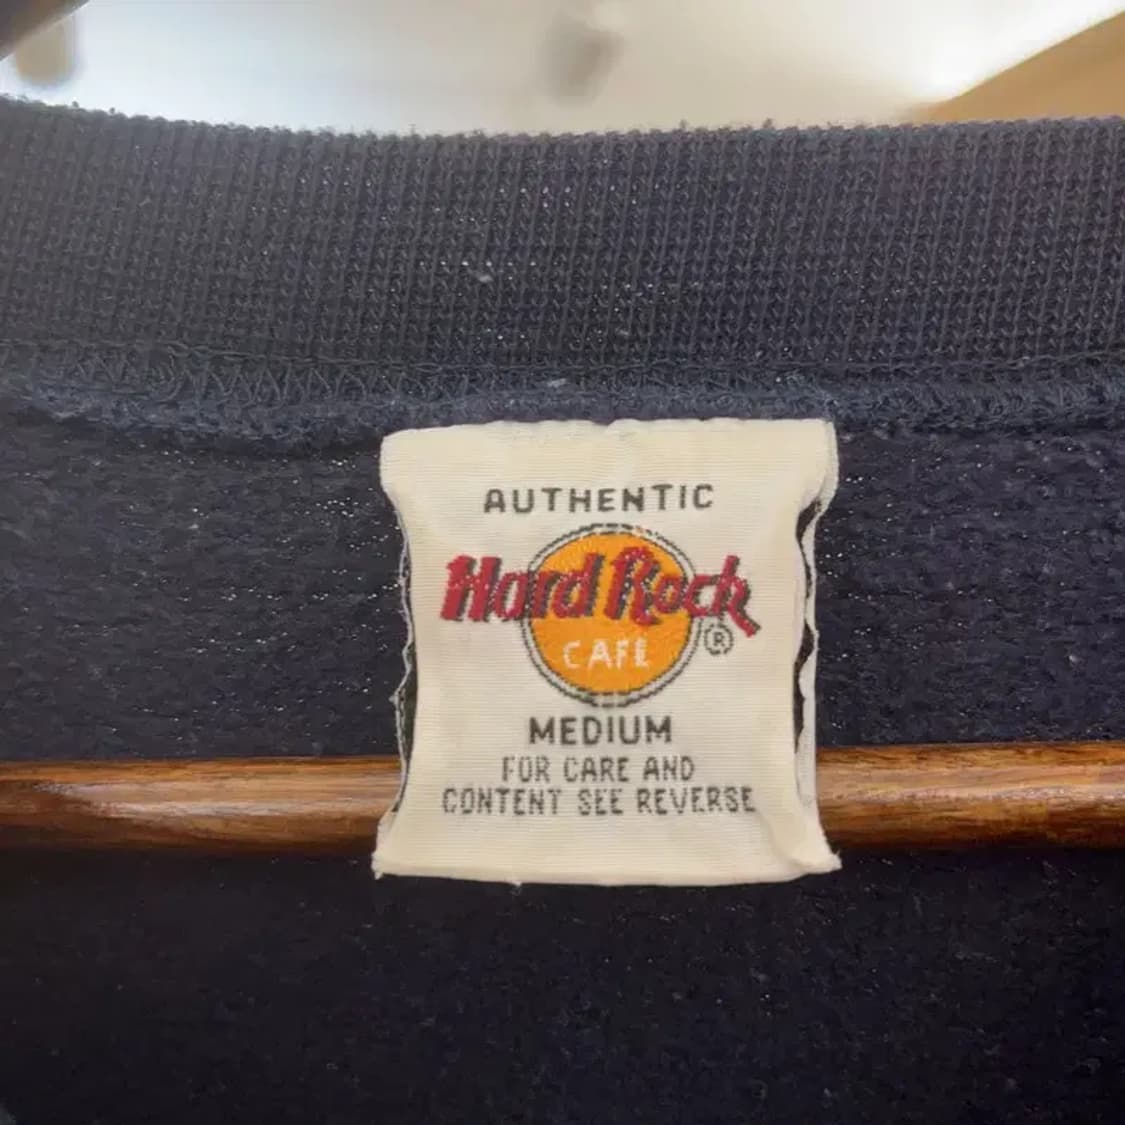 AUTHENTIC
Hard Rock
CAFE
®
MEDIUM
FOR CARE AND
CONTENT SEE REVERSE